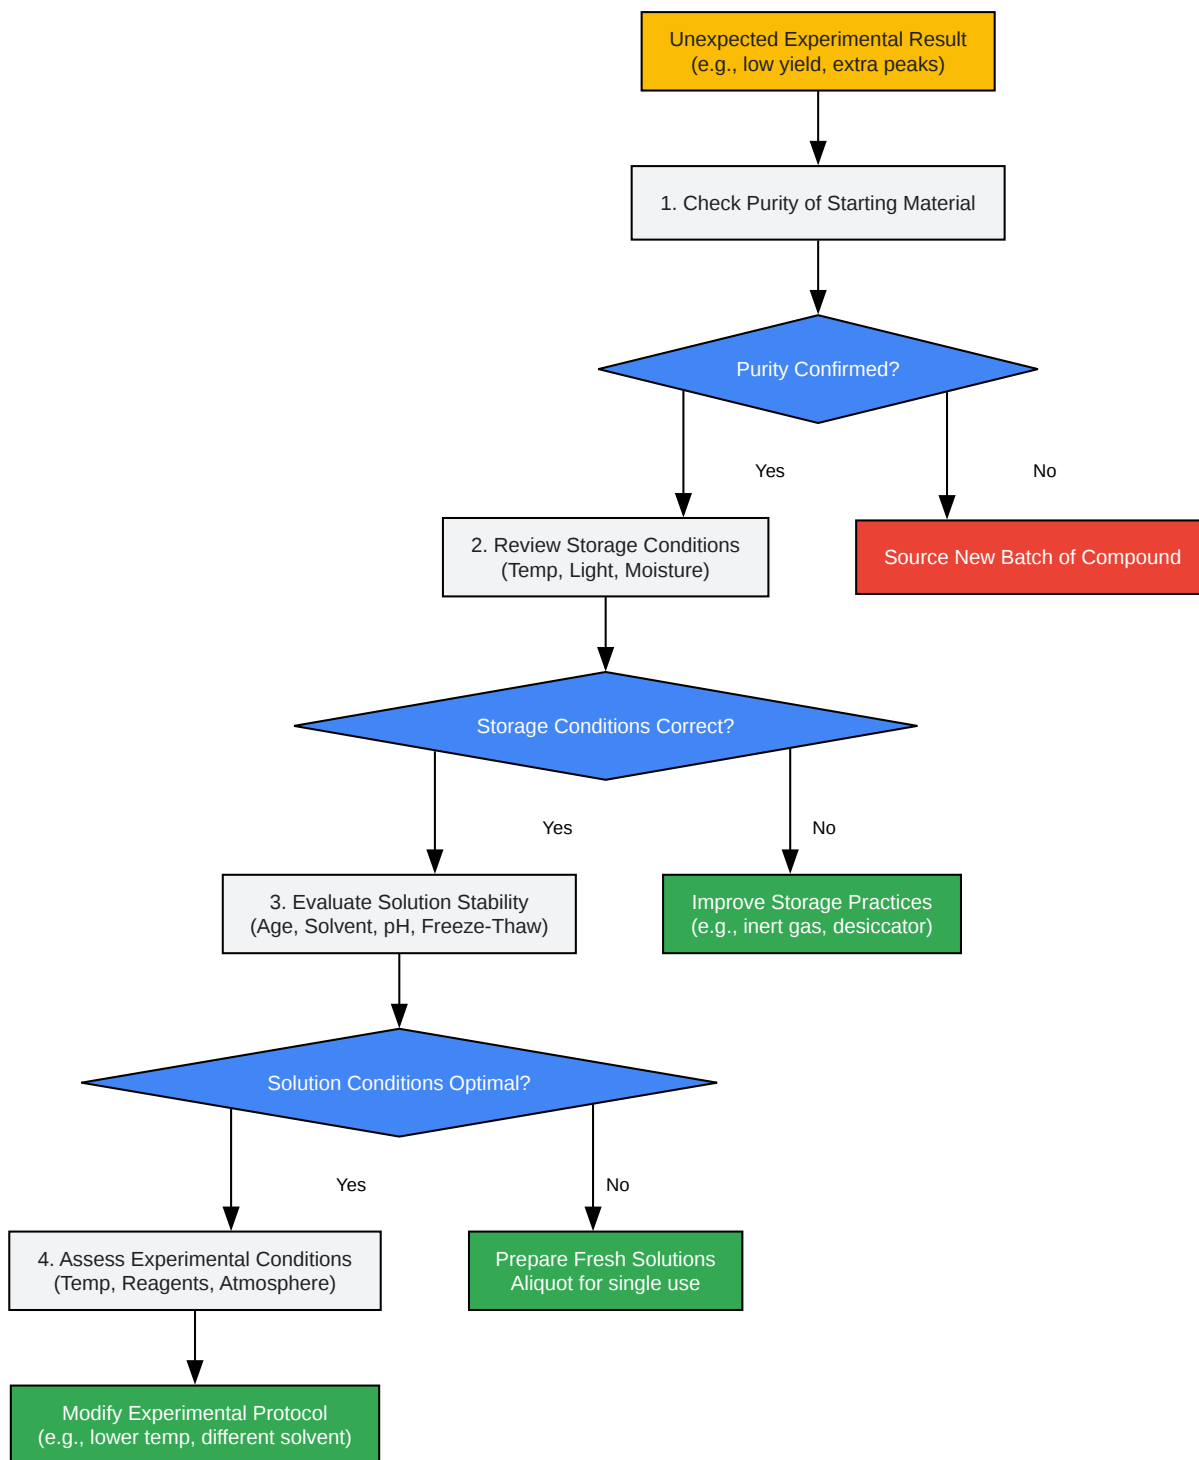 Unexpected Experimental Result
(e.g., low yield, extra peaks)
1. Check Purity of Starting Material
Purity Confirmed?
Yes
No
2. Review Storage Conditions
(Temp, Light, Moisture)
Source New Batch of Compound
Storage Conditions Correct?
Yes
No
3. Evaluate Solution Stability
(Age, Solvent, pH, Freeze-Thaw)
Improve Storage Practices
(e.g., inert gas, desiccator)
Solution Conditions Optimal?
Yes
No
4. Assess Experimental Conditions
(Temp, Reagents, Atmosphere)
Prepare Fresh Solutions
Aliquot for single use
Modify Experimental Protocol
(e.g., lower temp, different solvent)